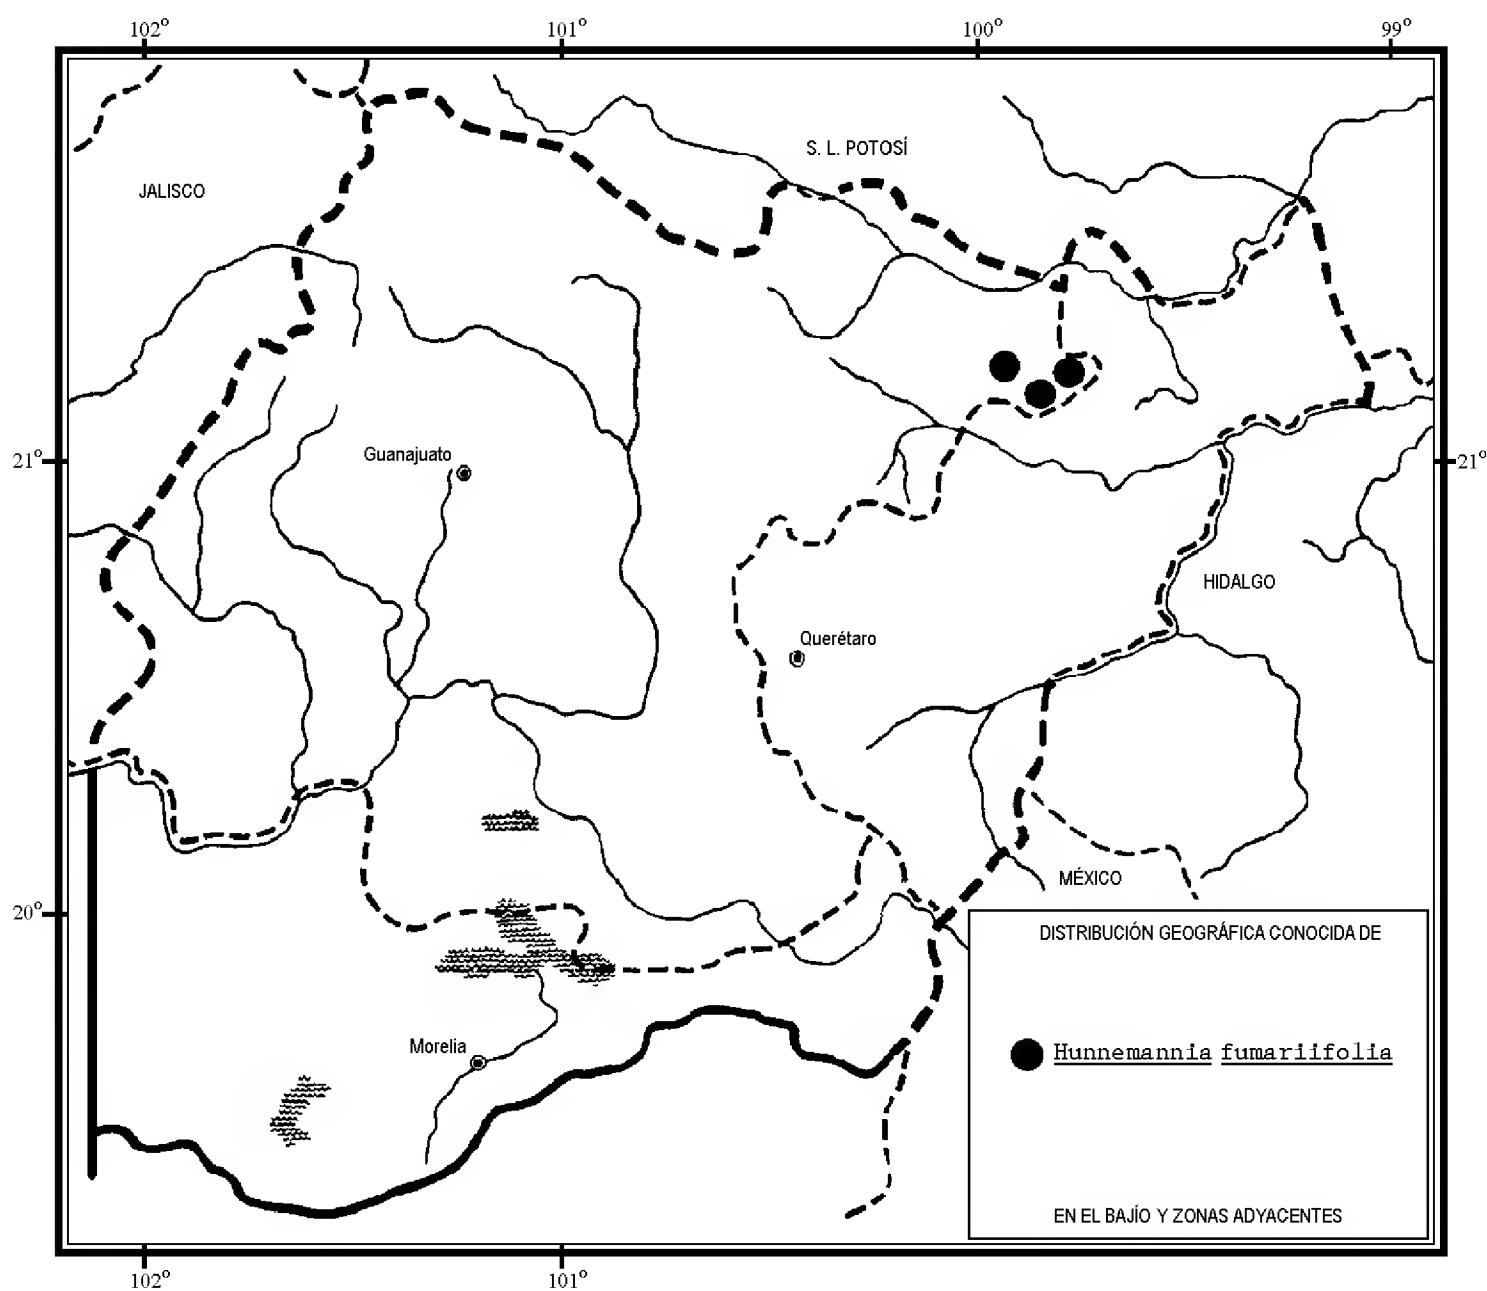 102°
101°
100°
99°
S. L. POTOSÍ
JALISCO
Guanajuato
21°
21°
HIDALGO
Querétaro
MÉXICO
20°
DISTRIBUCIÓN GEOGRÁFICA CONOCIDA DE
Morelia
Hunnemannia fumariifolia
EN EL BAJÍO Y ZONAS ADYACENTES
102°
101°